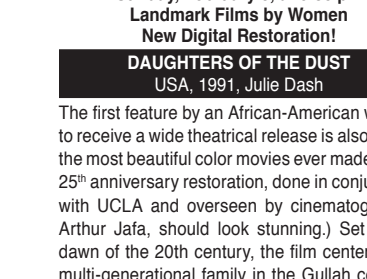 Landmark Films by Women
New Digital Restoration!
DAUGHTERS OF THE DUST
USA, 1991, Julie Dash
The first feature by an African-American
to receive a wide theatrical release is also
the most beautiful color movies ever made
25th anniversary restoration, done in conju
with UCLA and overseen by cinematog
Arthur Jafa, should look stunning.) Set
dawn of the 20th century, the film center
multi-generational family in the Gullah c